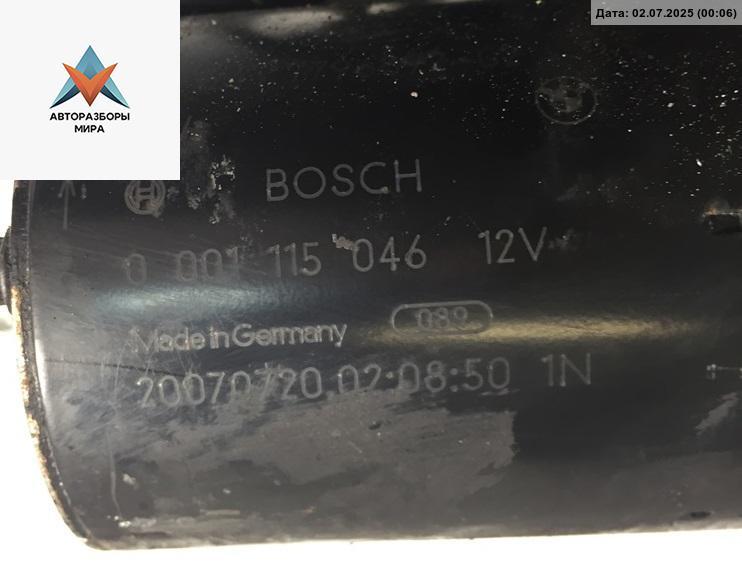 Дата: 02.07.2025 (00:06)
АВТОРАЗБОРЫ
МИРА
BOSCH
0 001 115 046 12V
Made in Germany 089
20070720 02:08:50 1N